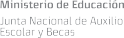 Ministerio de Educación
Junta Nacional de Auxilio
Escolar y Becas